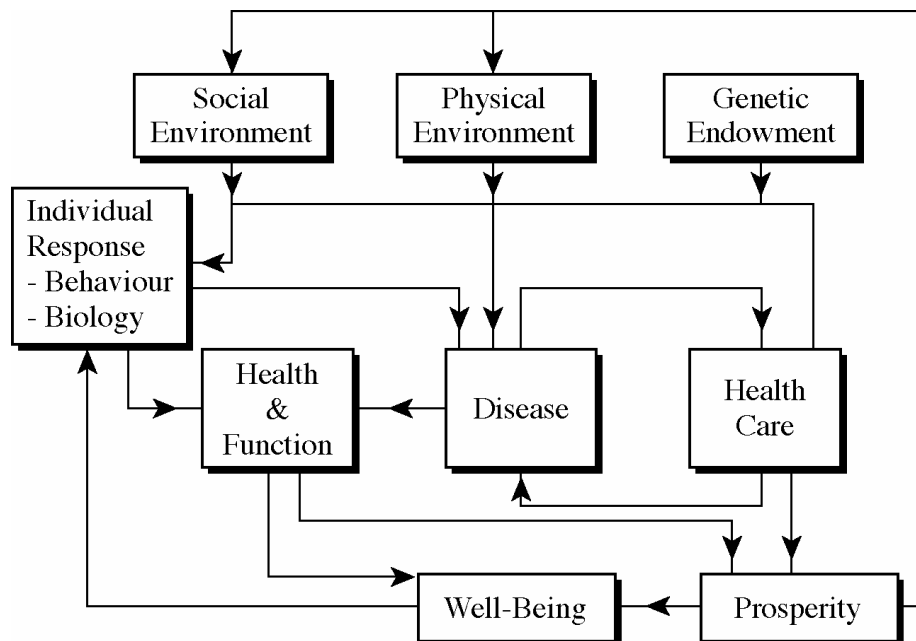 Social
Environment
Physical
Environment
Genetic
Endowment
Individual
Response
- Behaviour
- Biology
Health
&
Function
Disease
Health
Care
Well-Being
Prosperity